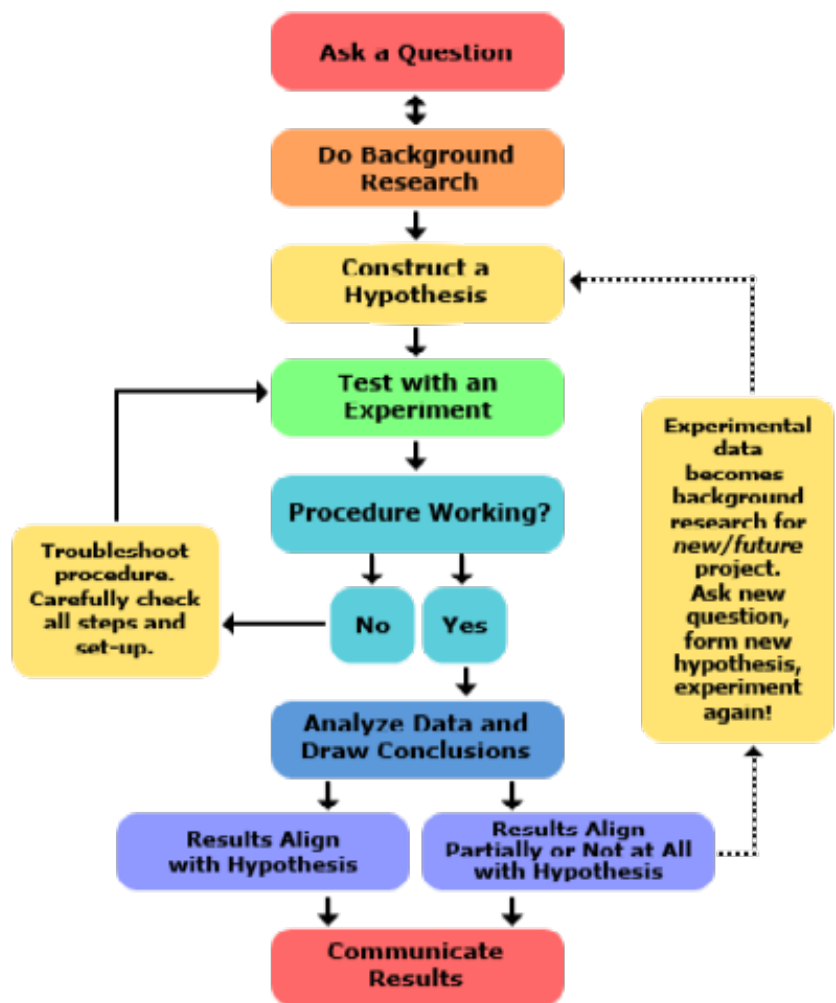 Ask a Question
Do Background
Research
Construct a
Hypothesis
Test with an
Experiment
Procedure Working?
No
Yes
Troubleshoot
procedure.
Carefully check
all steps and
set-up.
Experimental
data
becomes
background
research for
new/future
project.
Ask new
question,
form new
hypothesis,
experiment
again!
Analyze Data and
Draw Conclusions
Results Align
with Hypothesis
Results Align
Partially or Not at All
with Hypothesis
Communicate
Results